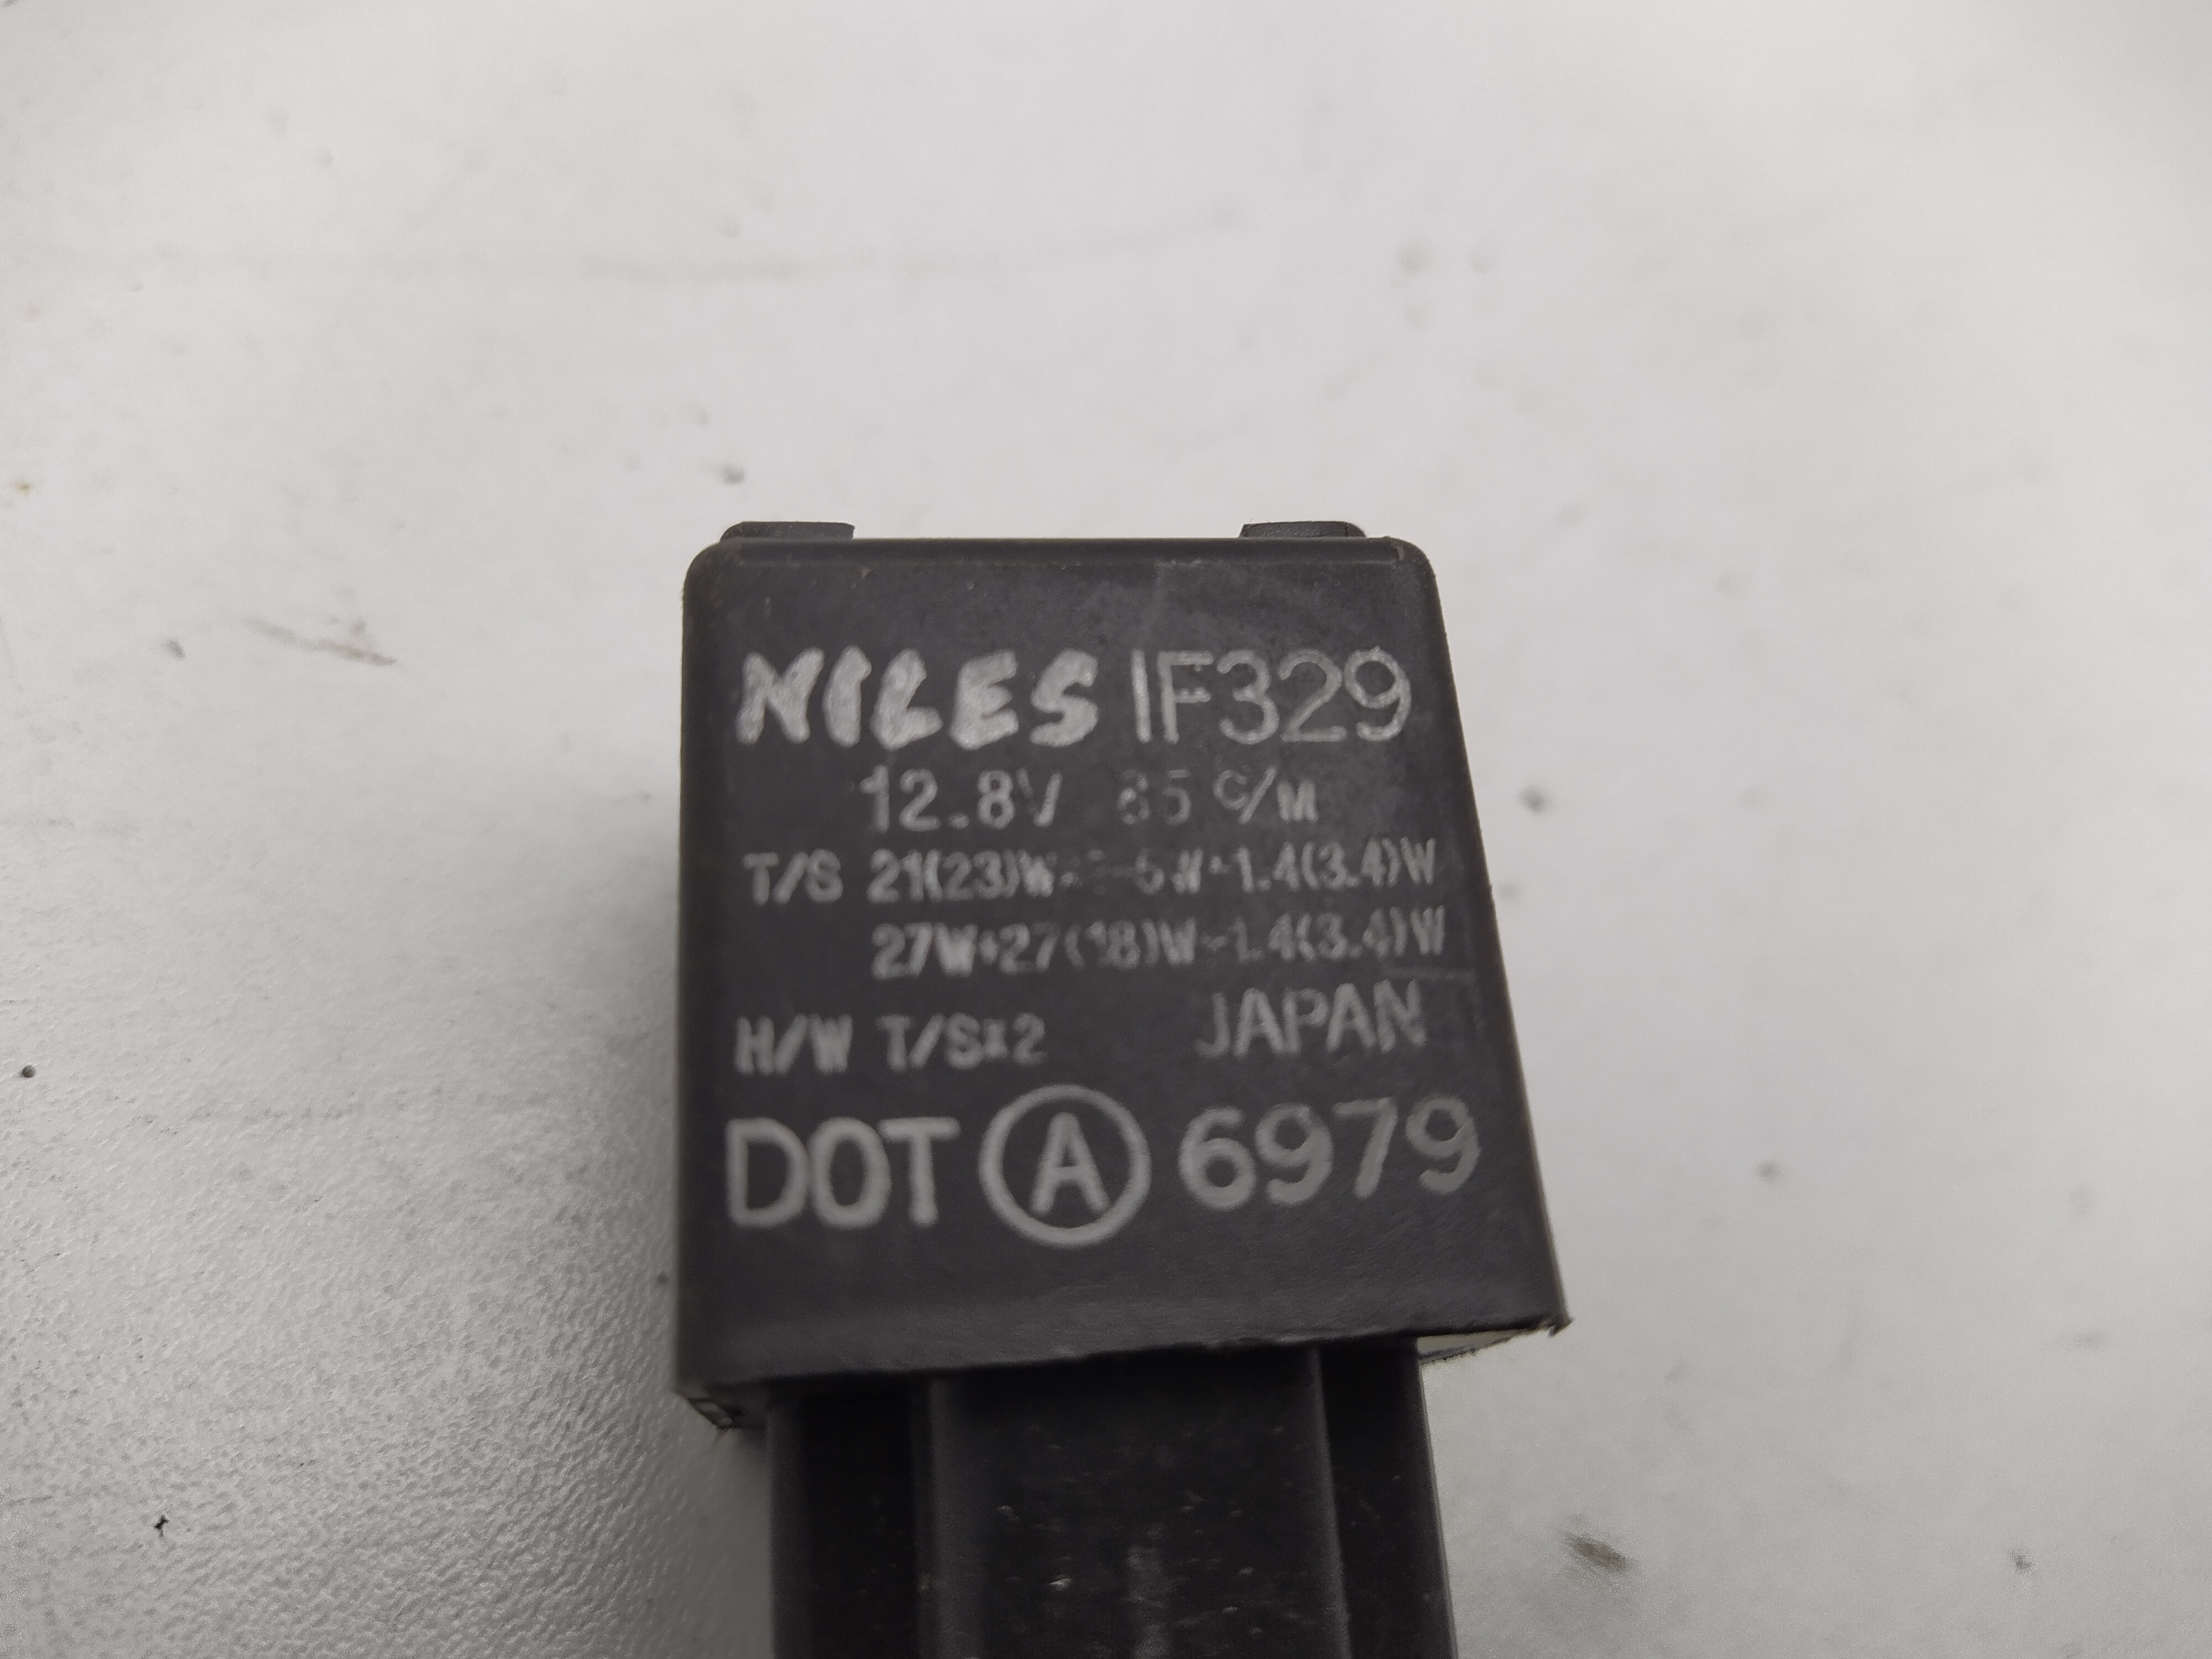 NILES IF329
12.8V 85 C/M
T/S 21(23)W 5W+1.4(3.4)W
27W+27(18)W+1.4(3.4)W
H/W T/S×2 JAPAN
DOT A 6979